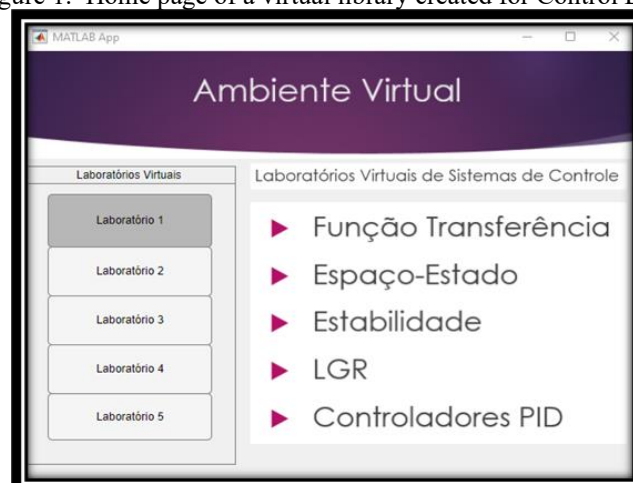 gure 1. Home page of a virtual library created for Control
MATLAB App
Ambiente Virtual
Laboratórios Virtuais
Laboratórios Virtuais de Sistemas de Controle
Laboratório 1
Laboratório 2
Laboratório 3
Laboratório 4
Laboratório 5
Função Transferência
Espaço-Estado
Estabilidade
LGR
Controladores PID